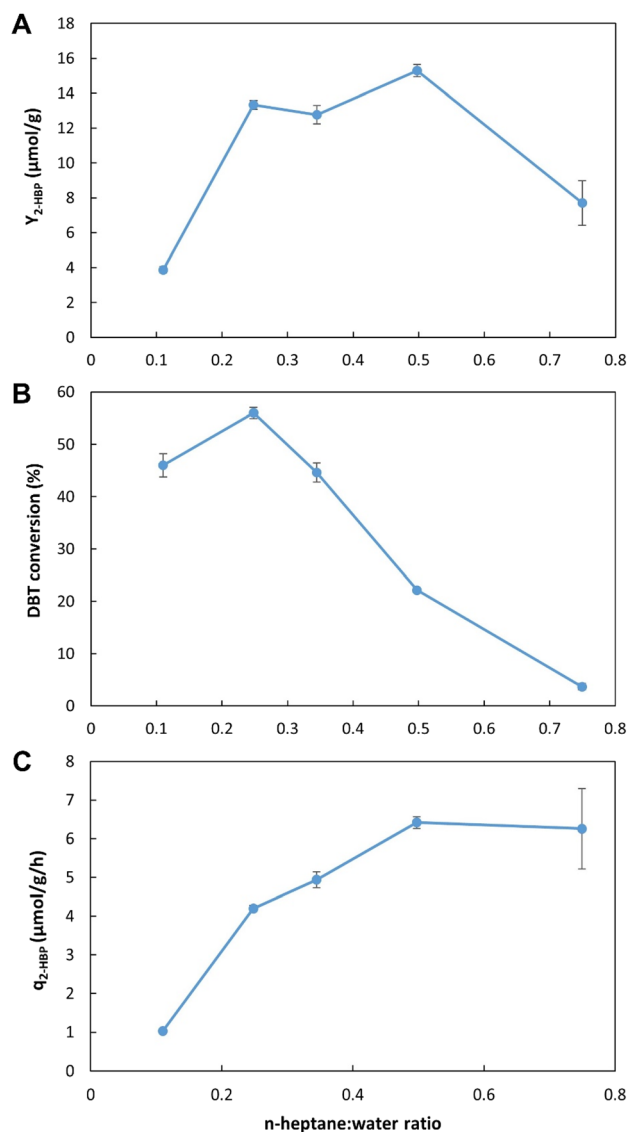 A
Y2-HBP (µmol/g)
18
16
14
12
10
8
6
4
2
0
0 0.1 0.2 0.3 0.4 0.5 0.6 0.7 0.8
B
DBT conversion (%)
60
50
40
30
20
10
0
0 0.1 0.2 0.3 0.4 0.5 0.6 0.7 0.8
C
q2-HBP (µmol/g/h)
8
7
6
5
4
3
2
1
0
0 0.2 0.4 0.6 0.8
n-heptane:water ratio